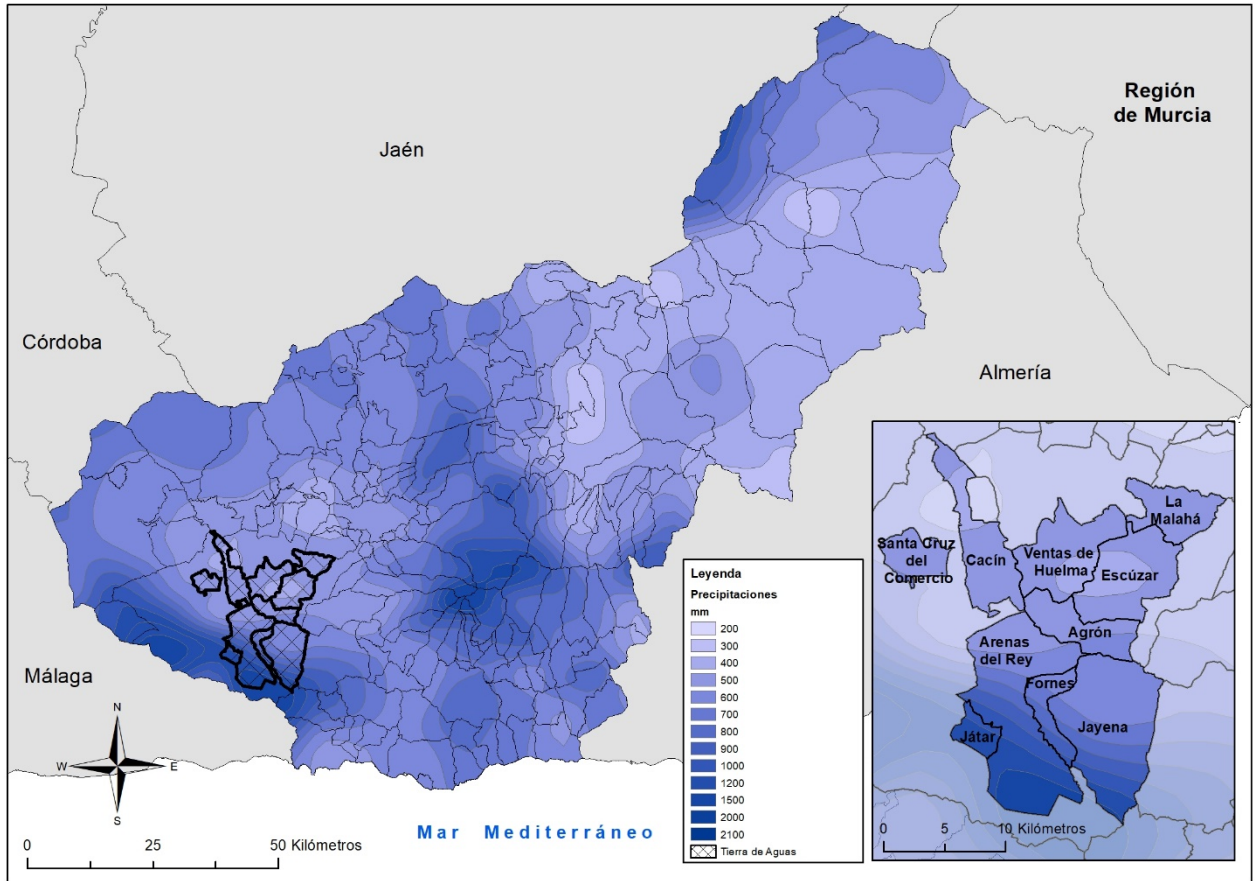 Región
de Murcia
Jaén
Córdoba
Almería
Málaga
N
W
E
S
0
25
50 Kilómetros
Mar Mediterráneo
Leyenda
Precipitaciones
mm
200
300
400
500
600
700
800
900
1000
1200
1500
2000
2100
Tierra de Aguas
La
Malahá
Santa Cruz
del
Comercio
Cacín
Ventas de
Huelma
Escúzar
Agrón
Arenas
del Rey
Fornes
Jayena
Játar
0
5
10 Kilómetros